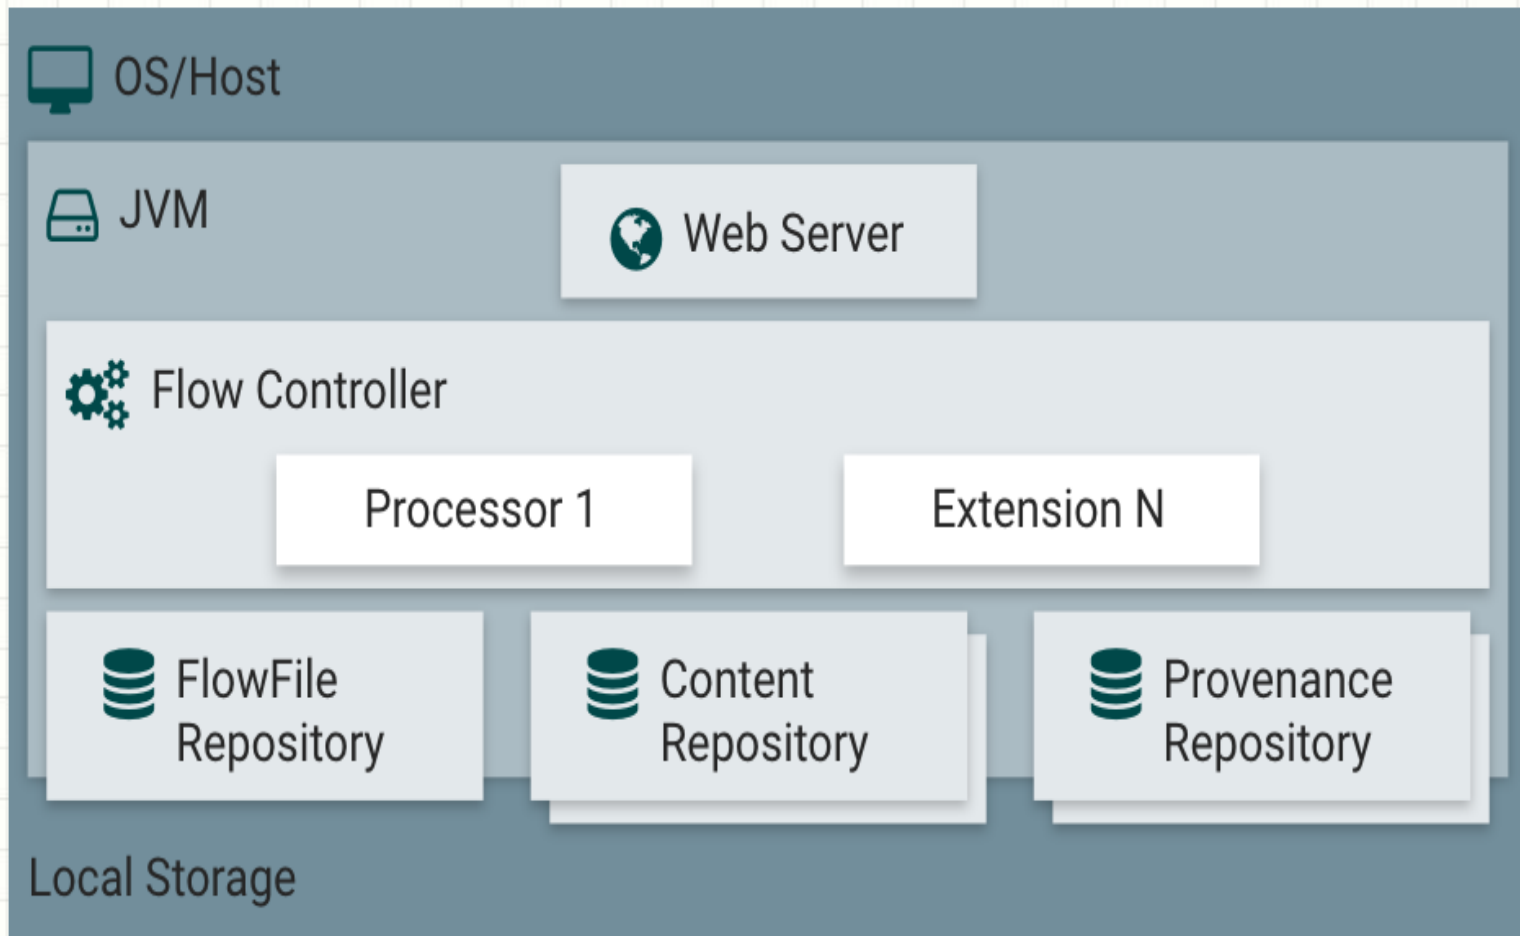 OS/Host
JVM
Web Server
Flow Controller
Processor 1
Extension N
FlowFile
Repository
Content
Repository
Provenance
Repository
Local Storage